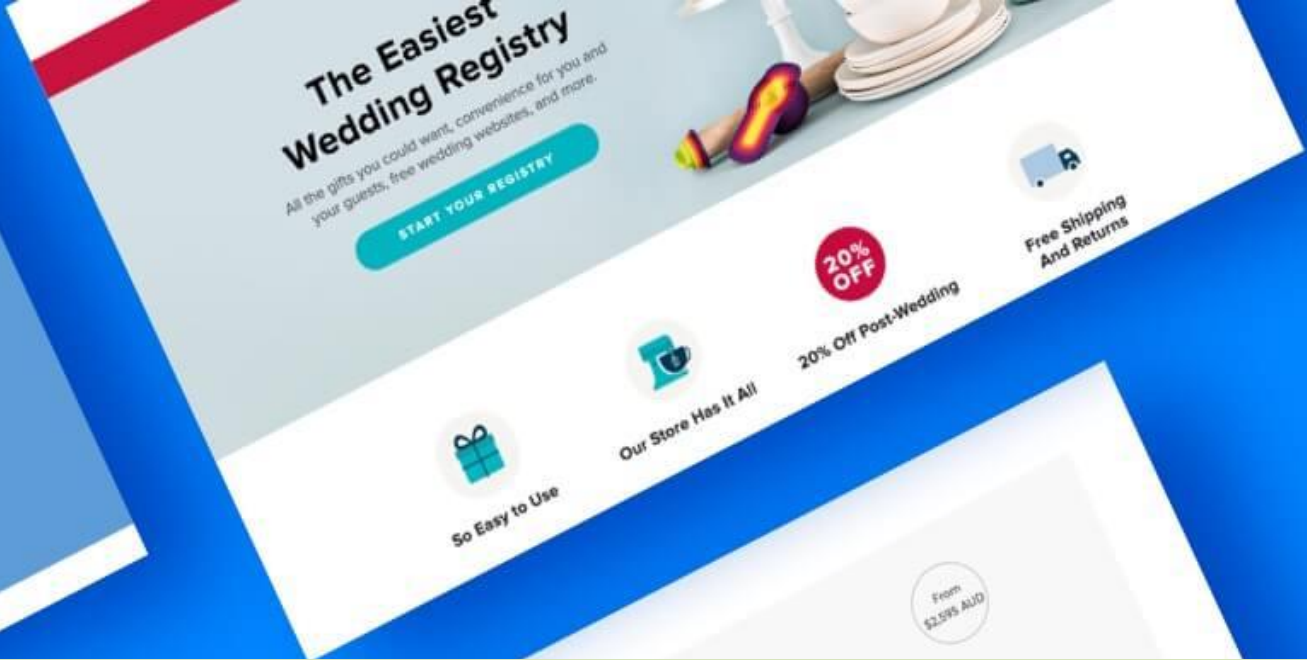 The Easiest
Wedding Registry
All the gifts you could want, convenience for you and
your guests, free wedding websites, and more.
START YOUR REGISTRY
So Easy to Use
Our Store Has It All
20%
OFF
20% Off Post-Wedding
Free Shipping
And Returns
From
$2,595 AUD